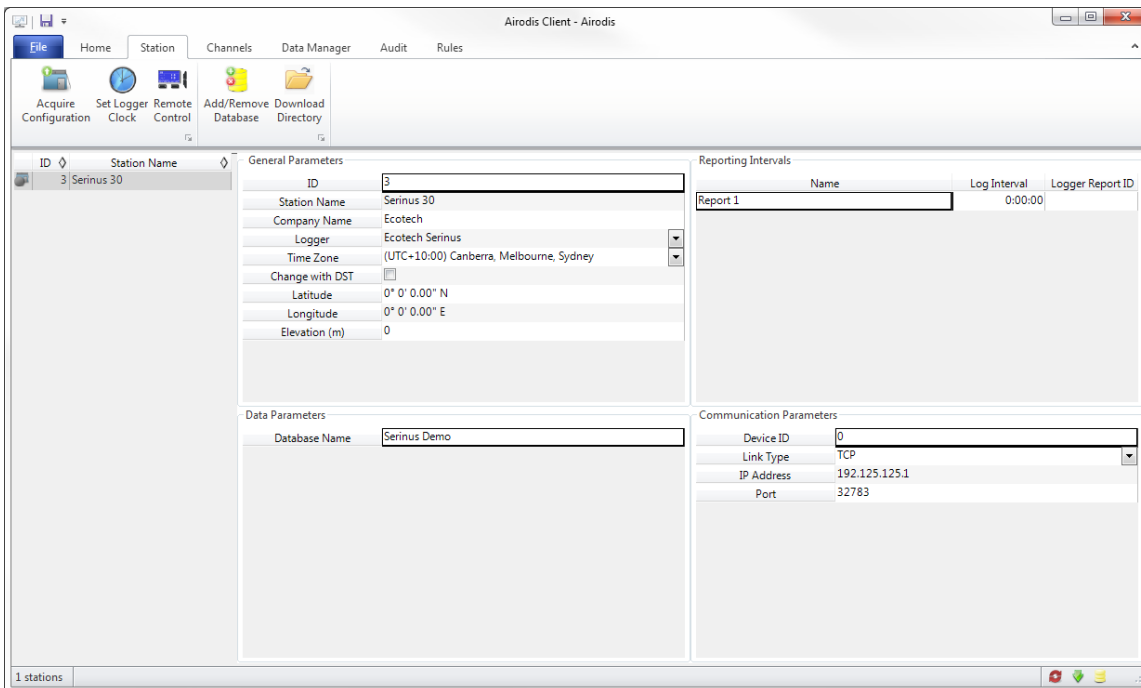 Airodis Client - Airodis
File Home Station Channels Data Manager Audit Rules
Acquire Configuration Set Logger Clock Remote Control Add/Remove Database Download Directory
ID Station Name
3 Serinus 30
General Parameters
ID 3
Station Name Serinus 30
Company Name Ecotech
Logger Ecotech Serinus
Time Zone (UTC+10:00) Canberra, Melbourne, Sydney
Change with DST
Latitude 0° 0' 0.00" N
Longitude 0° 0' 0.00" E
Elevation (m) 0
Reporting Intervals
Name Log Interval Logger Report ID
Report 1 0:00:00
Data Parameters
Database Name Serinus Demo
Communication Parameters
Device ID 0
Link Type TCP
IP Address 192.125.125.1
Port 32783
1 stations